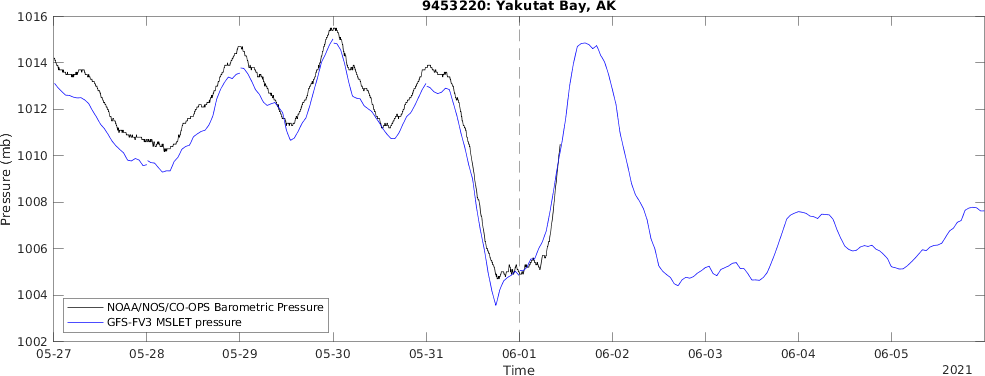 9453220: Yakutat Bay, AK
1016
1014
1012
1010
1008
1006
1004
1002
Pressure (mb)
NOAA/NOS/CO-OPS Barometric Pressure
GFS-FV3 MSLET pressure
05-27 05-28 05-29 05-30 05-31 06-01 06-02 06-03 06-04 06-05
Time
2021